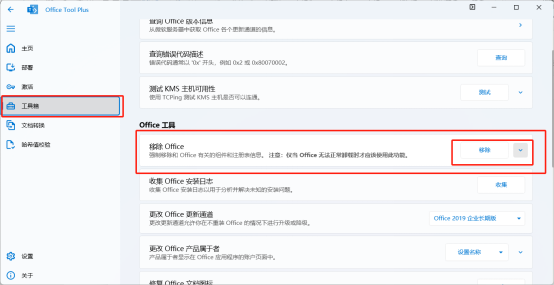 Office Tool Plus
查询 Office 版本信息
从微软服务器中获取 Office 各个更新通道的信息。
主页
查询错误代码描述
错误代码通常以 '0x' 开头，例如 0x2 或 0x80070002。
查询
部署
激活
测试 KMS 主机可用性
使用 TCPing 测试 KMS 主机是否可以连通。
测试
工具箱
文档转换
Office 工具
哈希值校验
移除 Office
强制移除和 Office 有关的组件和注册表信息。 注意：仅当 Office 无法正常卸载时才应该使用此功能。
移除
收集 Office 安装日志
收集 Office 安装日志以用于分析并解决未知的安装问题。
收集
更改 Office 更新通道
更改更新通道允许你在不重装 Office 的情况下进行升级或降级。
Office 2019 企业长期版
更改 Office 产品属于者
产品属于者显示在 Office 应用程序的账户页面中。
设置名称
设置
关于
修复 Office 文档图标